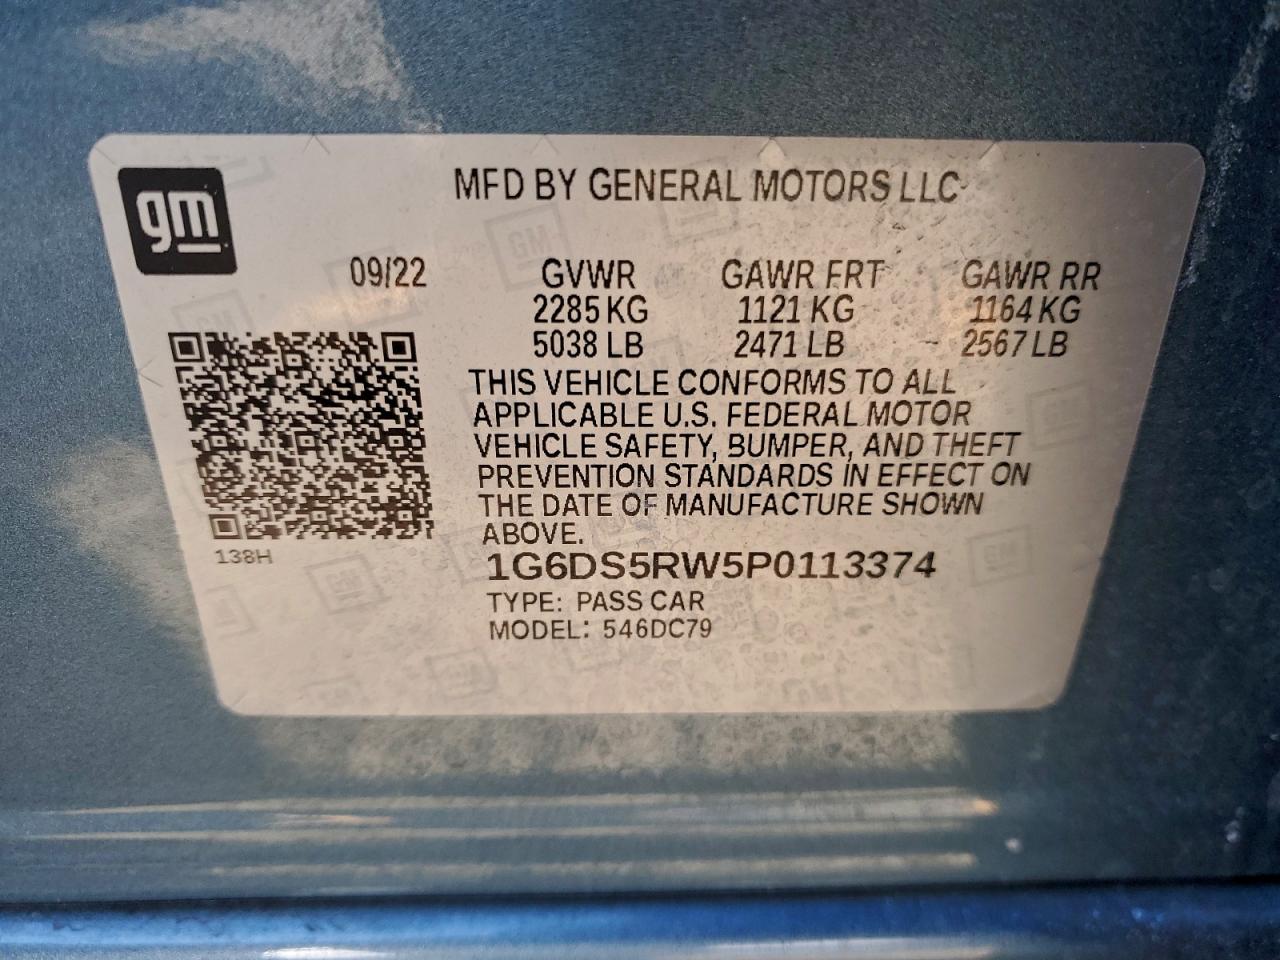 gm
MFD BY GENERAL MOTORS LLC
09/22
GVWR GAWR FRT GAWR RR
2285 KG 1121 KG 1164 KG
5038 LB 2471 LB 2567 LB
THIS VEHICLE CONFORMS TO ALL
APPLICABLE U.S. FEDERAL MOTOR
VEHICLE SAFETY, BUMPER, AND THEFT
PREVENTION STANDARDS IN EFFECT ON
THE DATE OF MANUFACTURE SHOWN
ABOVE.
138H
1G6DS5RW5P0113374
TYPE: PASS CAR
MODEL: 546DC79